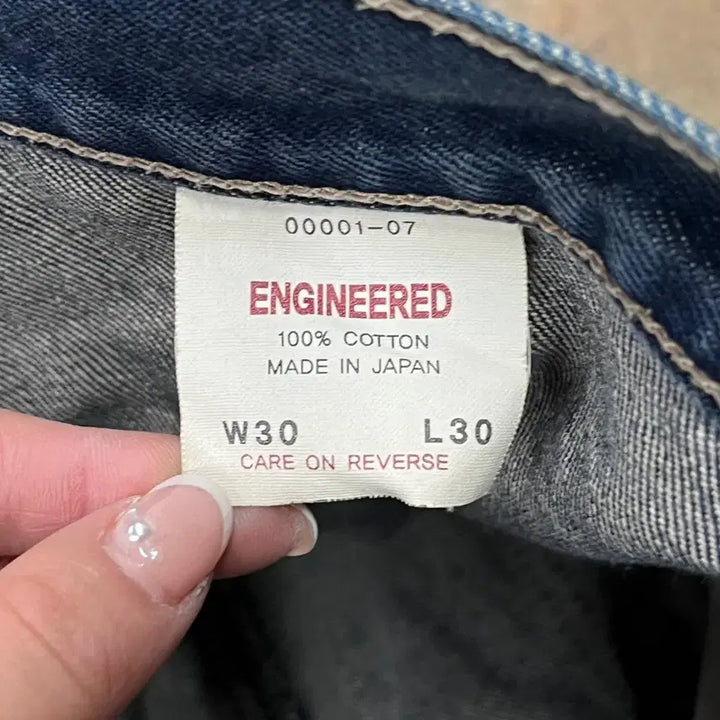 00001-07
ENGINEERED
100% COTTON
MADE IN JAPAN
W30 L30
CARE ON REVERSE